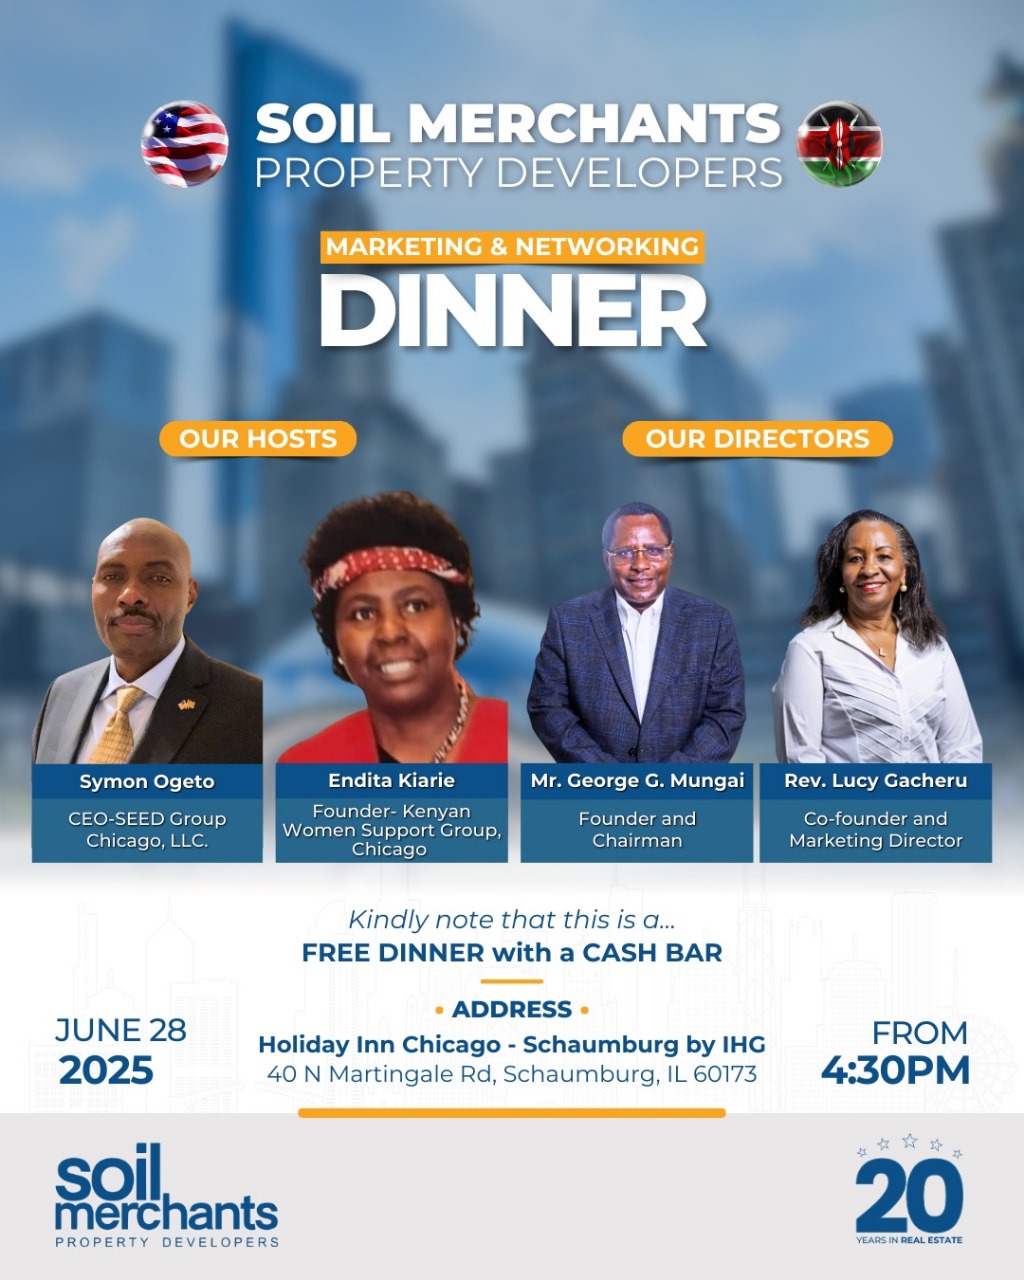 SOIL MERCHANTS
PROPERTY DEVELOPERS
MARKETING & NETWORKING
DINNER
OUR HOSTS
OUR DIRECTORS
Symon Ogeto
CEO-SEED Group
Chicago, LLC.
Endita Kiarie
Founder- Kenyan
Women Support Group,
Chicago
Mr. George G. Mungai
Founder and
Chairman
Rev. Lucy Gacheru
Co-founder and
Marketing Director
Kindly note that this is a...
FREE DINNER with a CASH BAR
• ADDRESS •
Holiday Inn Chicago - Schaumburg by IHG
40 N Martingale Rd, Schaumburg, IL 60173
JUNE 28
2025
FROM
4:30PM
soil
merchants
PROPERTY DEVELOPERS
20
YEARS IN REAL ESTATE